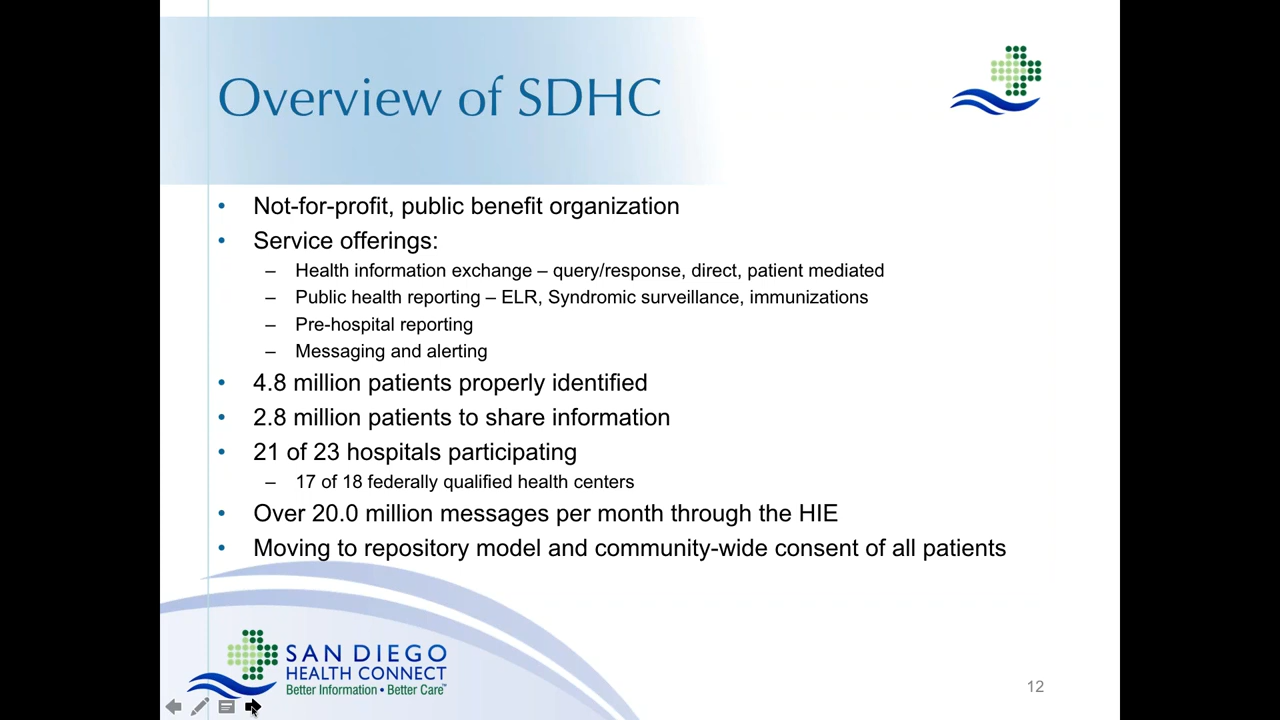 Overview of SDHC
• Not-for-profit, public benefit organization
• Service offerings:
– Health information exchange – query/response, direct, patient mediated
– Public health reporting – ELR, Syndromic surveillance, immunizations
– Pre-hospital reporting
– Messaging and alerting
• 4.8 million patients properly identified
• 2.8 million patients to share information
• 21 of 23 hospitals participating
– 17 of 18 federally qualified health centers
• Over 20.0 million messages per month through the HIE
• Moving to repository model and community-wide consent of all patients
SAN DIEGO
HEALTH CONNECT
Better Information • Better Care™
12